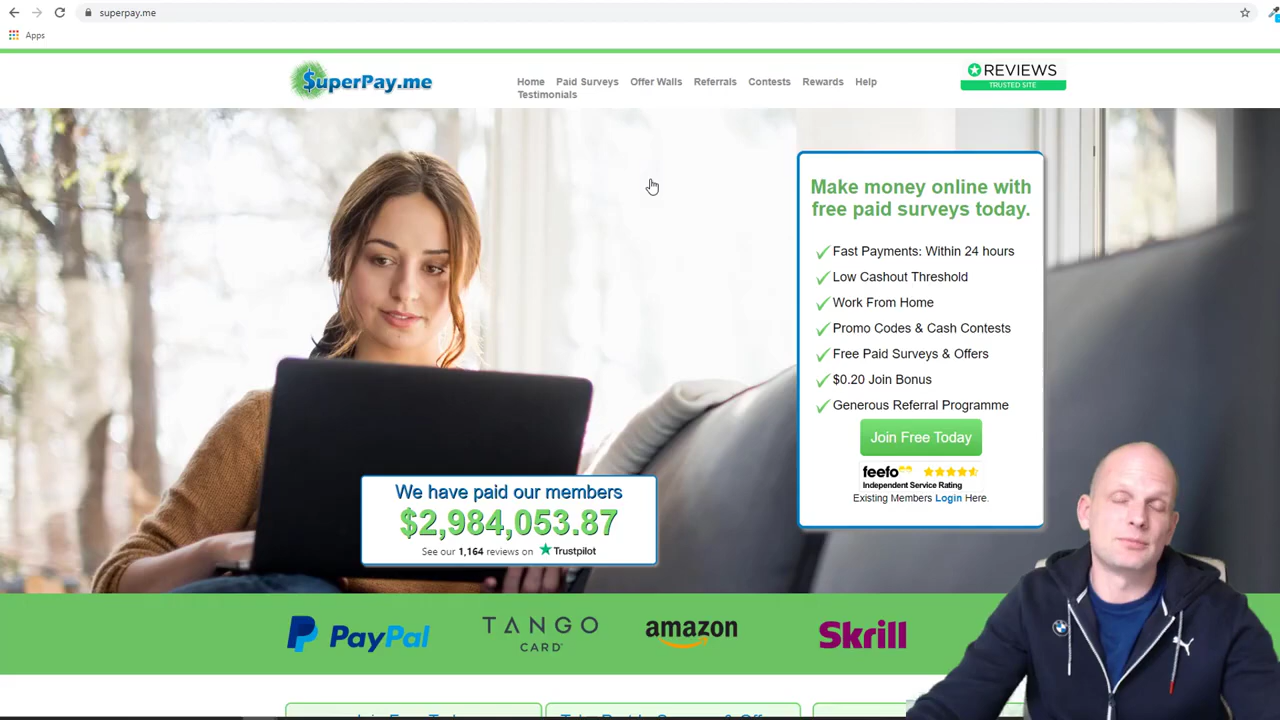 superpay.me
Apps
$uperPay.me
Home Paid Surveys Offer Walls Referrals Contests Rewards Help
Testimonials
REVIEWS
TRUSTED SITE
Make money online with
free paid surveys today.
Fast Payments: Within 24 hours
Low Cashout Threshold
Work From Home
Promo Codes & Cash Contests
Free Paid Surveys & Offers
$0.20 Join Bonus
Generous Referral Programme
Join Free Today
feefo
Independent Service Rating
Existing Members Login Here.
We have paid our members
$2,984,053.87
See our 1,164 reviews on Trustpilot
PayPal
TANGO
CARD
amazon
Skrill
BMW